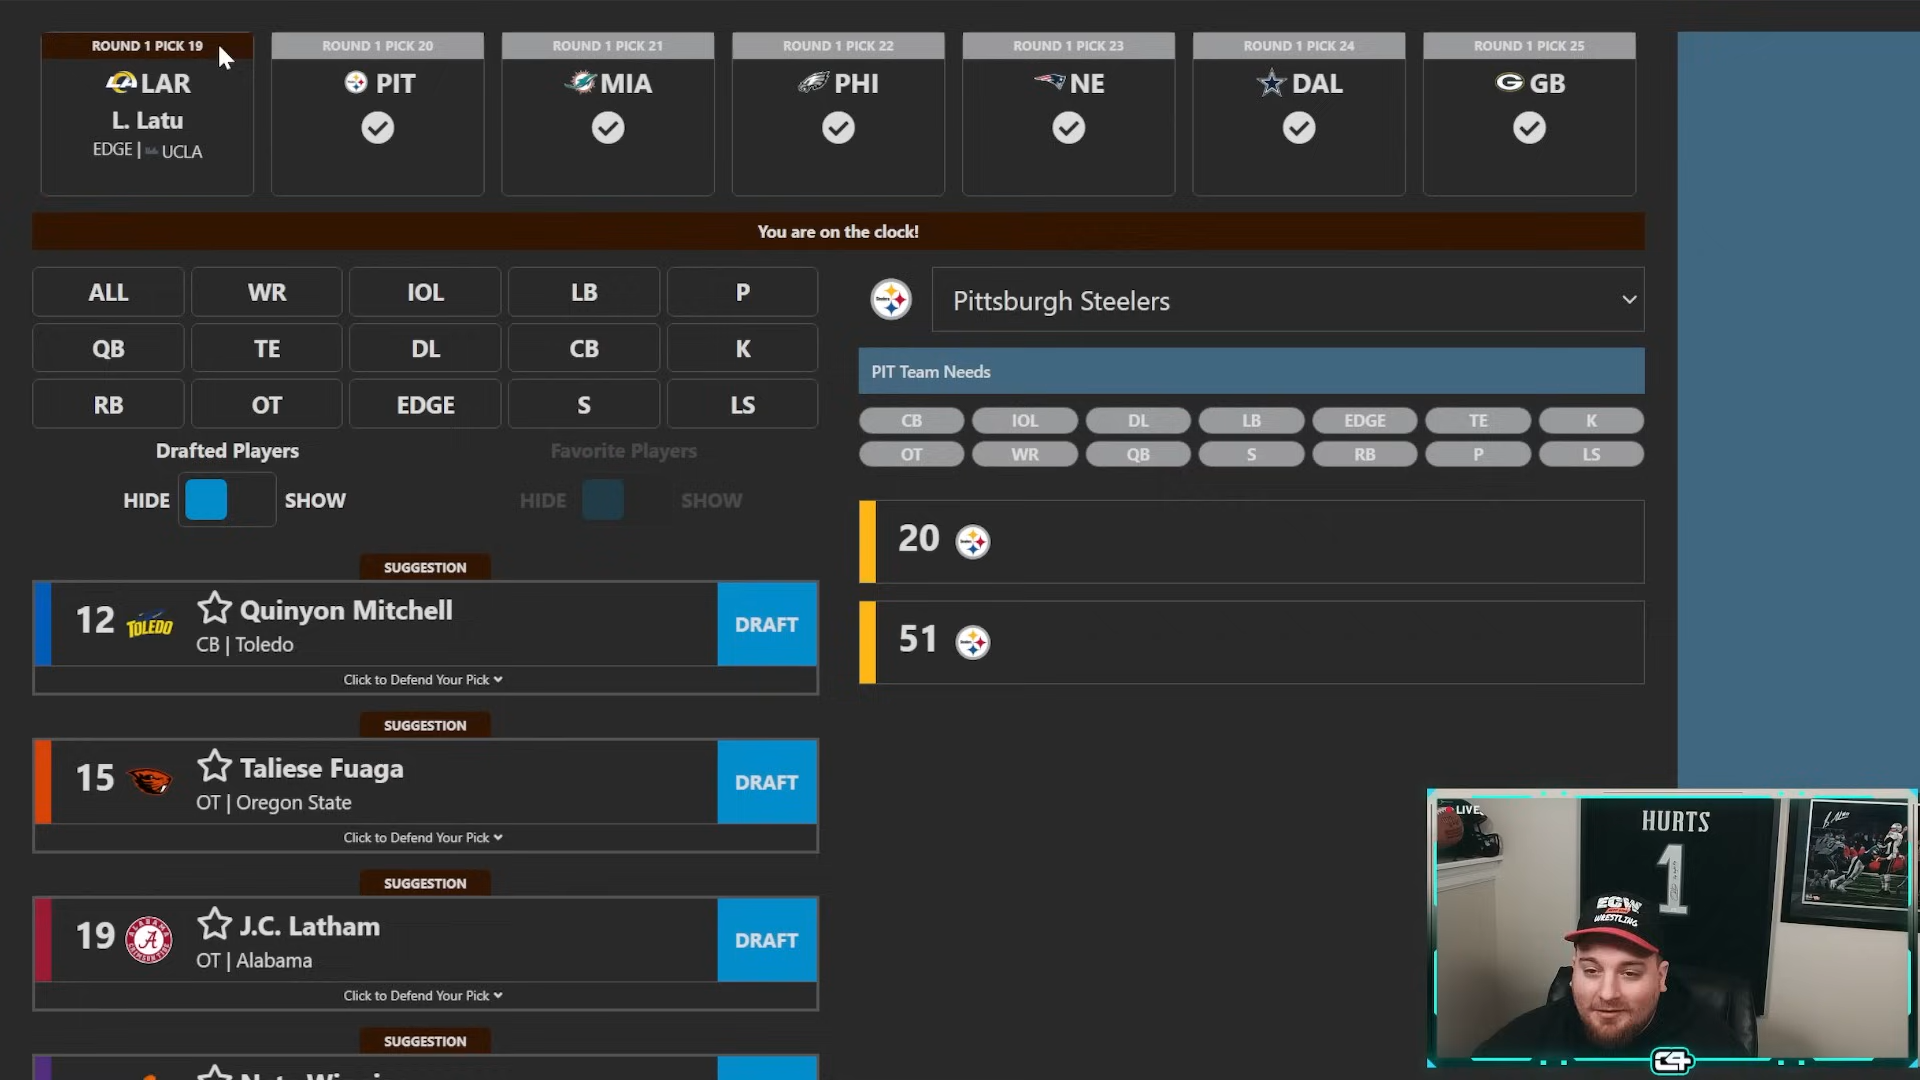 ROUND 1 PICK 19
LAR
L. Latu
EDGE | UCLA
ROUND 1 PICK 20
PIT
ROUND 1 PICK 21
MIA
ROUND 1 PICK 22
PHI
ROUND 1 PICK 23
NE
ROUND 1 PICK 24
DAL
ROUND 1 PICK 25
GB
You are on the clock!
ALL WR IOL LB P
QB TE DL CB K
RB OT EDGE S LS
Drafted Players
HIDE SHOW
Favorite Players
HIDE SHOW
SUGGESTION
12 TOLEDO Quinyon Mitchell
CB | Toledo
DRAFT
Click to Defend Your Pick
SUGGESTION
15 Taliese Fuaga
OT | Oregon State
DRAFT
Click to Defend Your Pick
SUGGESTION
19 A J.C. Latham
OT | Alabama
DRAFT
Click to Defend Your Pick
SUGGESTION
Pittsburgh Steelers
PIT Team Needs
CB IOL DL LB EDGE TE K
OT WR QB S RB P LS
20
51
LIVE
HURTS
1
EGW
WRESTLING